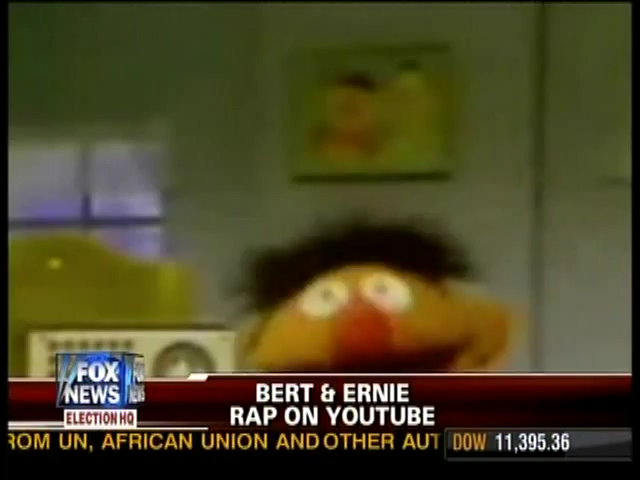 FOX
NEWS
ELECTION HQ
BERT & ERNIE
RAP ON YOUTUBE
ROM UN, AFRICAN UNION AND OTHER AUT
DOW 11,395.36